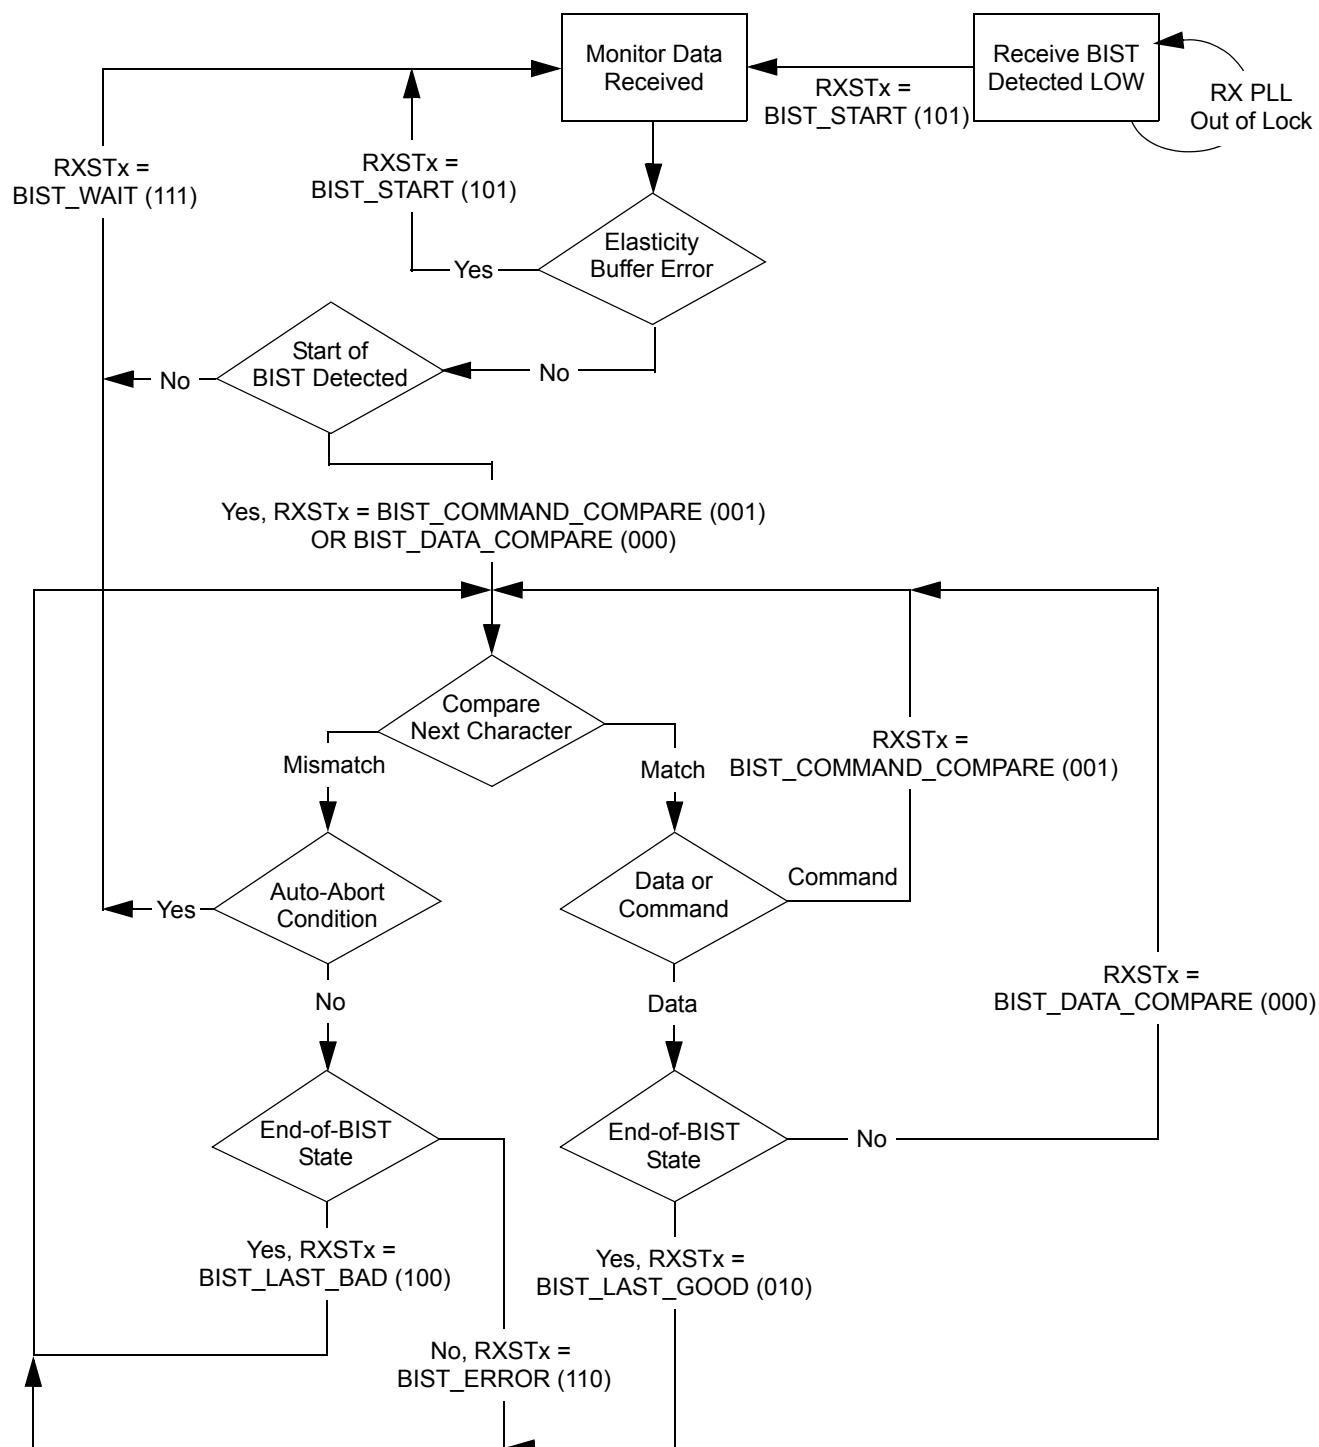 Monitor Data
Received
Receive BIST
Detected LOW
RX PLL
Out of Lock
RXSTx =
BIST_START (101)
RXSTx =
BIST_WAIT (111)
RXSTx =
BIST_START (101)
Elasticity
Buffer Error
Yes
Start of
BIST Detected
No
No
Yes, RXSTx = BIST_COMMAND_COMPARE (001)
OR BIST_DATA_COMPARE (000)
Compare
Next Character
Mismatch
Match
RXSTx =
BIST_COMMAND_COMPARE (001)
Auto-Abort
Condition
Yes
Data or
Command
Command
No
Data
RXSTx =
BIST_DATA_COMPARE (000)
End-of-BIST
State
End-of-BIST
State
No
Yes, RXSTx =
BIST_LAST_BAD (100)
Yes, RXSTx =
BIST_LAST_GOOD (010)
No, RXSTx =
BIST_ERROR (110)